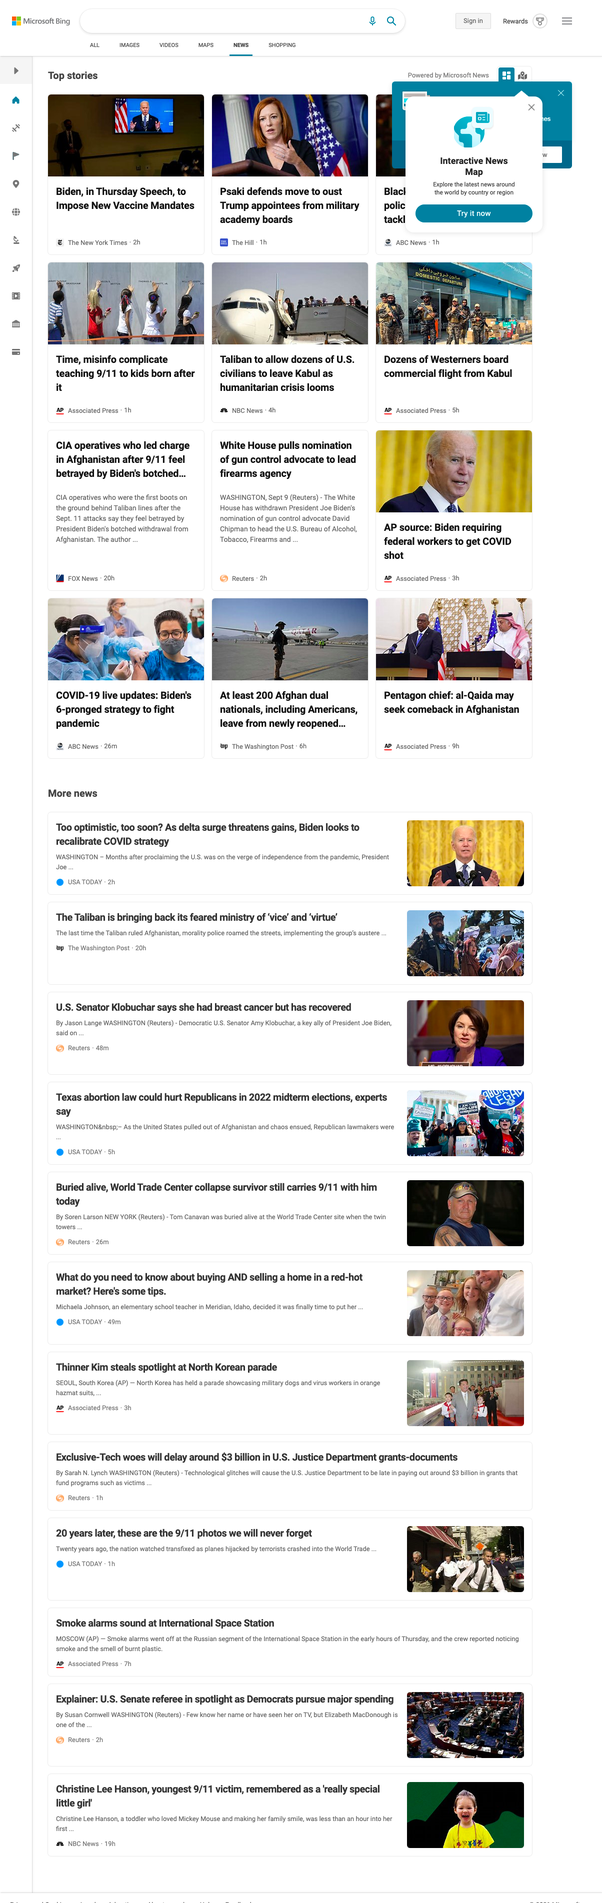 Microsoft Bing
Sign in
Rewards
ALL
IMAGES
VIDEOS
MAPS
NEWS
SHOPPING
Top stories
Powered by Microsoft News
Interactive News
Map
Explore the latest news around
the world by country or region
Try it now
Biden, in Thursday Speech, to
Impose New Vaccine Mandates
The New York Times · 2h
Psaki defends move to oust
Trump appointees from military
academy boards
The Hill · 1h
Black
polic
tackl
ABC News · 1h
Time, misinfo complicate
teaching 9/11 to kids born after
it
AP Associated Press · 1h
Taliban to allow dozens of U.S.
civilians to leave Kabul as
humanitarian crisis looms
NBC News · 4h
DOMESTIC DEPARTURE
Dozens of Westerners board
commercial flight from Kabul
AP Associated Press · 5h
CIA operatives who led charge
in Afghanistan after 9/11 feel
betrayed by Biden's botched...
CIA operatives who were the first boots on
the ground behind Taliban lines after the
Sept. 11 attacks say they feel betrayed by
President Biden's botched withdrawal from
Afghanistan. The author ...
FOX News · 20h
White House pulls nomination
of gun control advocate to lead
firearms agency
WASHINGTON, Sept 9 (Reuters) - The White
House has withdrawn President Joe Biden's
nomination of gun control advocate David
Chipman to head the U.S. Bureau of Alcohol,
Tobacco, Firearms and ...
Reuters · 2h
AP source: Biden requiring
federal workers to get COVID
shot
AP Associated Press · 3h
COVID-19 live updates: Biden's
6-pronged strategy to fight
pandemic
ABC News · 26m
At least 200 Afghan dual
nationals, including Americans,
leave from newly reopened...
wp The Washington Post · 6h
Pentagon chief: al-Qaida may
seek comeback in Afghanistan
AP Associated Press · 9h
More news
Too optimistic, too soon? As delta surge threatens gains, Biden looks to
recalibrate COVID strategy
WASHINGTON – Months after proclaiming the U.S. was on the verge of independence from the pandemic, President
Joe ...
USA TODAY · 2h
The Taliban is bringing back its feared ministry of ‘vice’ and ‘virtue’
The last time the Taliban ruled Afghanistan, morality police roamed the streets, implementing the group's austere ...
wp The Washington Post · 20h
U.S. Senator Klobuchar says she had breast cancer but has recovered
By Jason Lange WASHINGTON (Reuters) - Democratic U.S. Senator Amy Klobuchar, a key ally of President Joe Biden,
said on ...
Reuters · 48m
Texas abortion law could hurt Republicans in 2022 midterm elections, experts
say
WASHINGTON&nbsp;– As the United States pulled out of Afghanistan and chaos ensued, Republican lawmakers were
...
USA TODAY · 5h
LEGAL
Buried alive, World Trade Center collapse survivor still carries 9/11 with him
today
By Soren Larson NEW YORK (Reuters) - Tom Canavan was buried alive at the World Trade Center site when the twin
towers ...
Reuters · 26m
What do you need to know about buying AND selling a home in a red-hot
market? Here's some tips.
Michaela Johnson, an elementary school teacher in Meridian, Idaho, decided it was finally time to put her ...
USA TODAY · 49m
Thinner Kim steals spotlight at North Korean parade
SEOUL, South Korea (AP) — North Korea has held a parade showcasing military dogs and virus workers in orange
hazmat suits, ...
AP Associated Press · 3h
Exclusive-Tech woes will delay around $3 billion in U.S. Justice Department grants-documents
By Sarah N. Lynch WASHINGTON (Reuters) - Technological glitches will cause the U.S. Justice Department to be late in paying out around $3 billion in grants that
fund programs such as victims ...
Reuters · 1h
20 years later, these are the 9/11 photos we will never forget
Twenty years ago, the nation watched transfixed as planes hijacked by terrorists crashed into the World Trade ...
USA TODAY · 1h
Smoke alarms sound at International Space Station
MOSCOW (AP) — Smoke alarms went off at the Russian segment of the International Space Station in the early hours of Thursday, and the crew reported noticing
smoke and the smell of burnt plastic.
AP Associated Press · 7h
Explainer: U.S. Senate referee in spotlight as Democrats pursue major spending
By Susan Cornwell WASHINGTON (Reuters) - Few know her name or have seen her on TV, but Elizabeth MacDonough is
one of the ...
Reuters · 2h
Christine Lee Hanson, youngest 9/11 victim, remembered as a 'really special
little girl'
Christine Lee Hanson, a toddler who loved Mickey Mouse and making her family smile, was less than an hour into her
first ...
NBC News · 19h